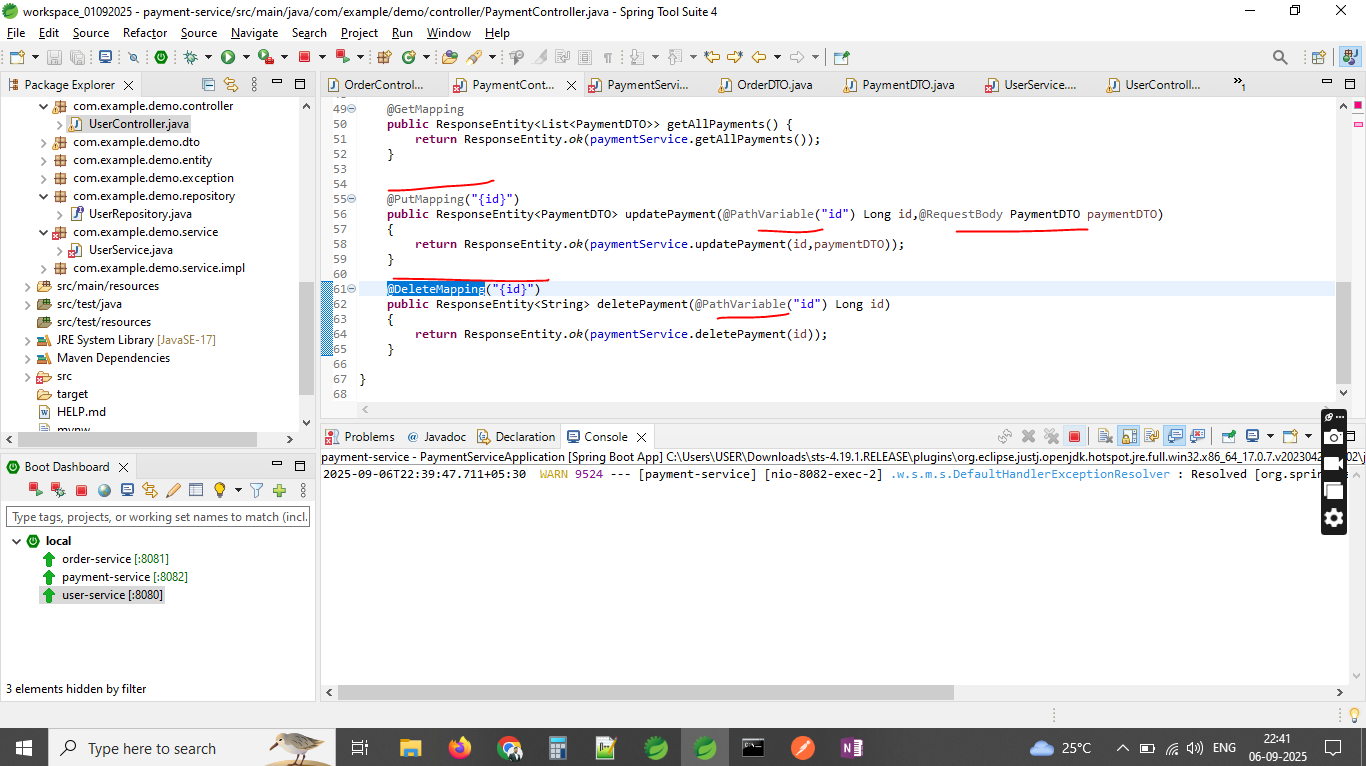 workspace_01092025 - payment-service/src/main/java/com/example/demo/controller/PaymentController.java - Spring Tool Suite 4
File Edit Source Refactor Source Navigate Search Project Run Window Help
Package Explorer
OrderControl... PaymentCont... PaymentServi... OrderDTO.java PaymentDTO.java UserService.... UserControll... »1
com.example.demo.controller
UserController.java
com.example.demo.dto
com.example.demo.entity
com.example.demo.exception
com.example.demo.repository
UserRepository.java
com.example.demo.service
UserService.java
com.example.demo.service.impl
src/main/resources
src/test/java
src/test/resources
JRE System Library [JavaSE-17]
Maven Dependencies
src
target
HELP.md
49 @GetMapping
50 public ResponseEntity<List<PaymentDTO>> getAllPayments() {
51 return ResponseEntity.ok(paymentService.getAllPayments());
52 }
53
54
55 @PutMapping("{id}")
56 public ResponseEntity<PaymentDTO> updatePayment(@PathVariable("id") Long id,@RequestBody PaymentDTO paymentDTO)
57 {
58 return ResponseEntity.ok(paymentService.updatePayment(id,paymentDTO));
59 }
60
61 @DeleteMapping("{id}")
62 public ResponseEntity<String> deletePayment(@PathVariable("id") Long id)
63 {
64 return ResponseEntity.ok(paymentService.deletePayment(id));
65 }
66
67 }
68
Problems Javadoc Declaration Console
payment-service - PaymentServiceApplication [Spring Boot App] C:\Users\USER\Downloads\sts-4.19.1.RELEASE\plugins\org.eclipse.justj.openjdk.hotspot.jre.full.win32.x86_64_17.0.7.v2023042
2025-09-06T22:39:47.711+05:30 WARN 9524 --- [payment-service] [nio-8082-exec-2] .w.s.m.s.DefaultHandlerExceptionResolver : Resolved [org.sprin
Boot Dashboard
Type tags, projects, or working set names to match (incl.
local
order-service [:8081]
payment-service [:8082]
user-service [:8080]
3 elements hidden by filter
Type here to search
25°C
ENG
22:41
06-09-2025